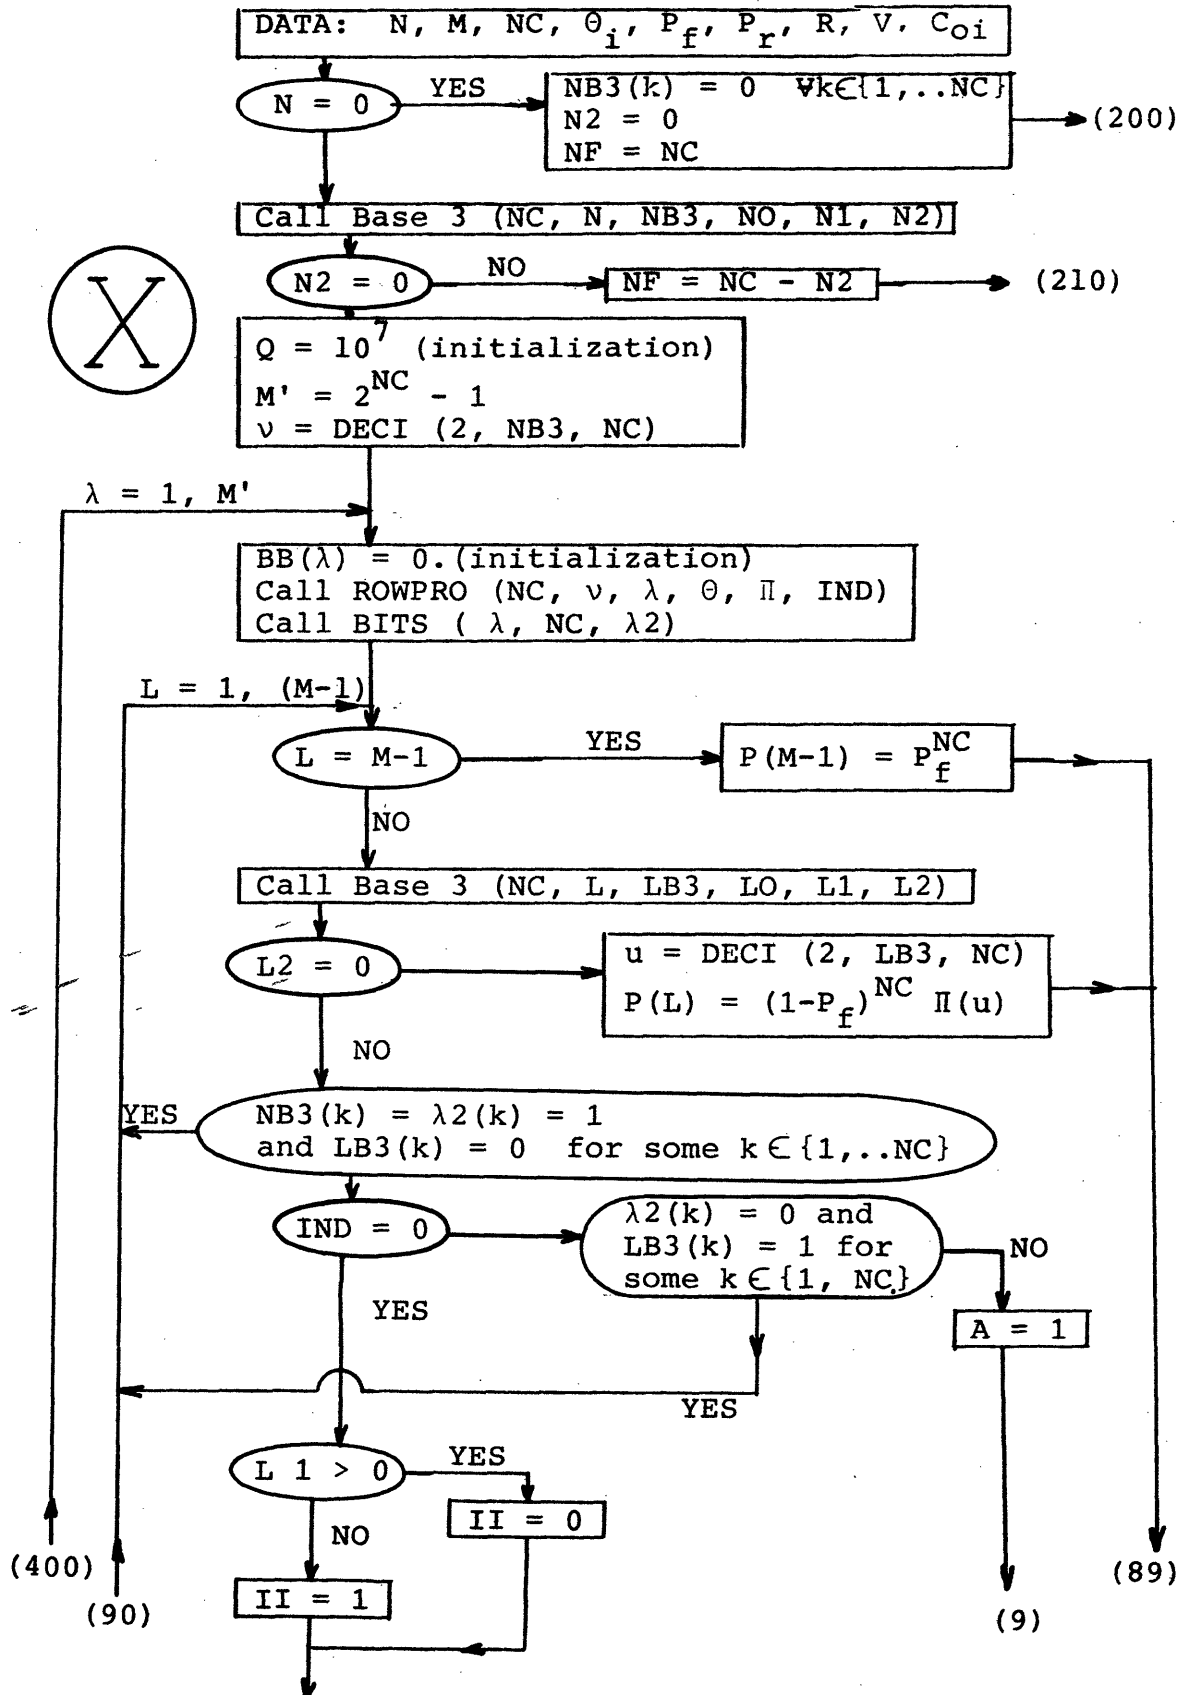 DATA: N, M, NC, Θi, Pf, Pr, R, V, Coi
N = 0
YES
NB3(k) = 0 ∀k∈{1,..NC}
N2 = 0
NF = NC
(200)
Call Base 3 (NC, N, NB3, NO, N1, N2)
N2 = 0
NO
NF = NC - N2
(210)
X
Q = 10^7 (initialization)
M' = 2^NC - 1
ν = DECI (2, NB3, NC)
λ = 1, M'
BB(λ) = 0. (initialization)
Call ROWPRO (NC, ν, λ, Θ, Π, IND)
Call BITS ( λ, NC, λ2)
L = 1, (M-1)
L = M-1
YES
P(M-1) = Pf^NC
NO
Call Base 3 (NC, L, LB3, LO, L1, L2)
L2 = 0
u = DECI (2, LB3, NC)
P(L) = (1-Pf)^NC Π(u)
NO
YES
NB3(k) = λ2(k) = 1
and LB3(k) = 0 for some k∈{1,..NC}
IND = 0
λ2(k) = 0 and
LB3(k) = 1 for
some k∈{1, NC.}
NO
YES
A = 1
YES
L 1 > 0
YES
II = 0
NO
II = 1
(400)
(90)
(9)
(89)